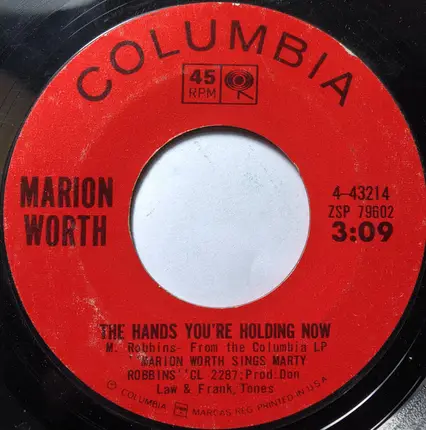 COLUMBIA
45
RPM
MARION
WORTH
4-43214
ZSP 79602
3:09
THE HANDS YOU'RE HOLDING NOW
M. Robbins- From the Columbia LP
"MARION WORTH SINGS MARTY
ROBBINS" CL 2287; Prod: Don
Law & Frank Jones
© COLUMBIA MARCAS REG. PRINTED IN U.S.A.